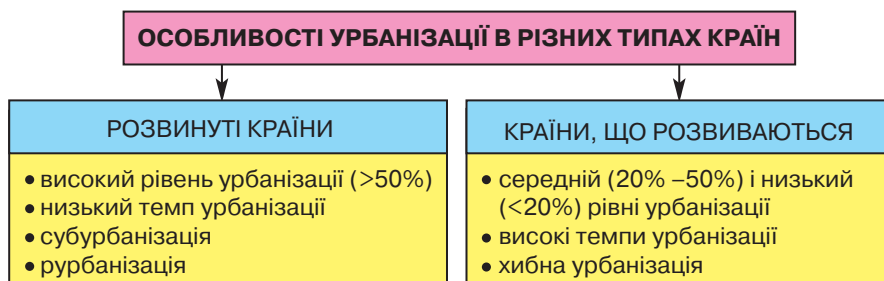 ОСОБЛИВОСТІ УРБАНІЗАЦІЇ В РІЗНИХ ТИПАХ КРАЇН
РОЗВИНУТІ КРАЇНИ
• високий рівень урбанізації (>50%)
• низький темп урбанізації
• субурбанізація
• рурбанізація
КРАЇНИ, ЩО РОЗВИВАЮТЬСЯ
• середній (20% –50%) і низький
(<20%) рівні урбанізації
• високі темпи урбанізації
• хибна урбанізація